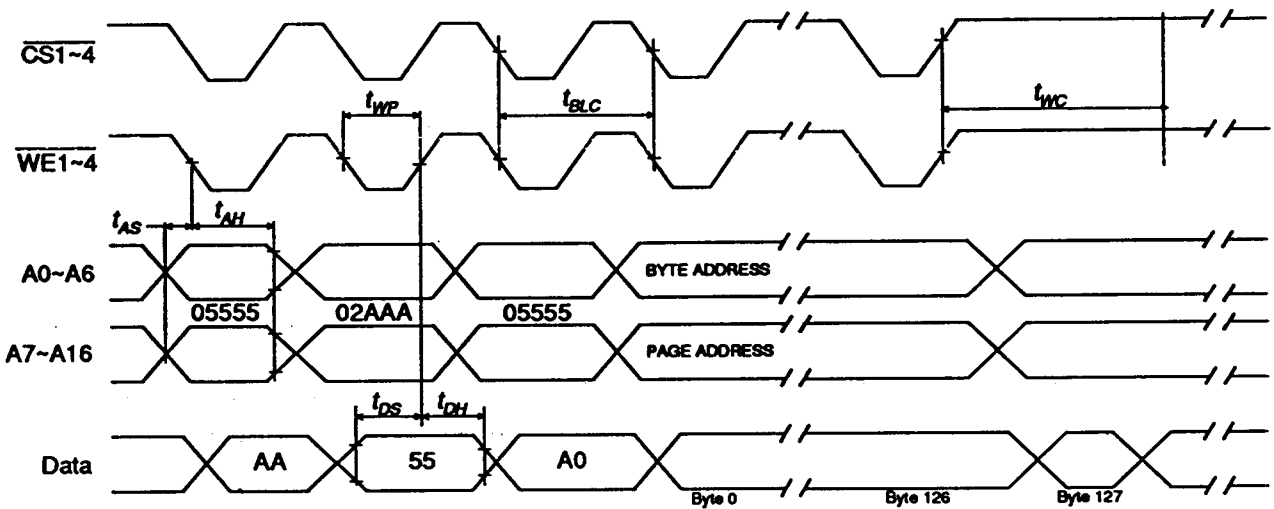 CS1~4
tWP
tBLC
tWC
WE1~4
tAS
tAH
A0~A6
BYTE ADDRESS
05555
02AAA
05555
A7~A16
PAGE ADDRESS
tDS
tDH
Data
AA
55
A0
Byte 0
Byte 126
Byte 127